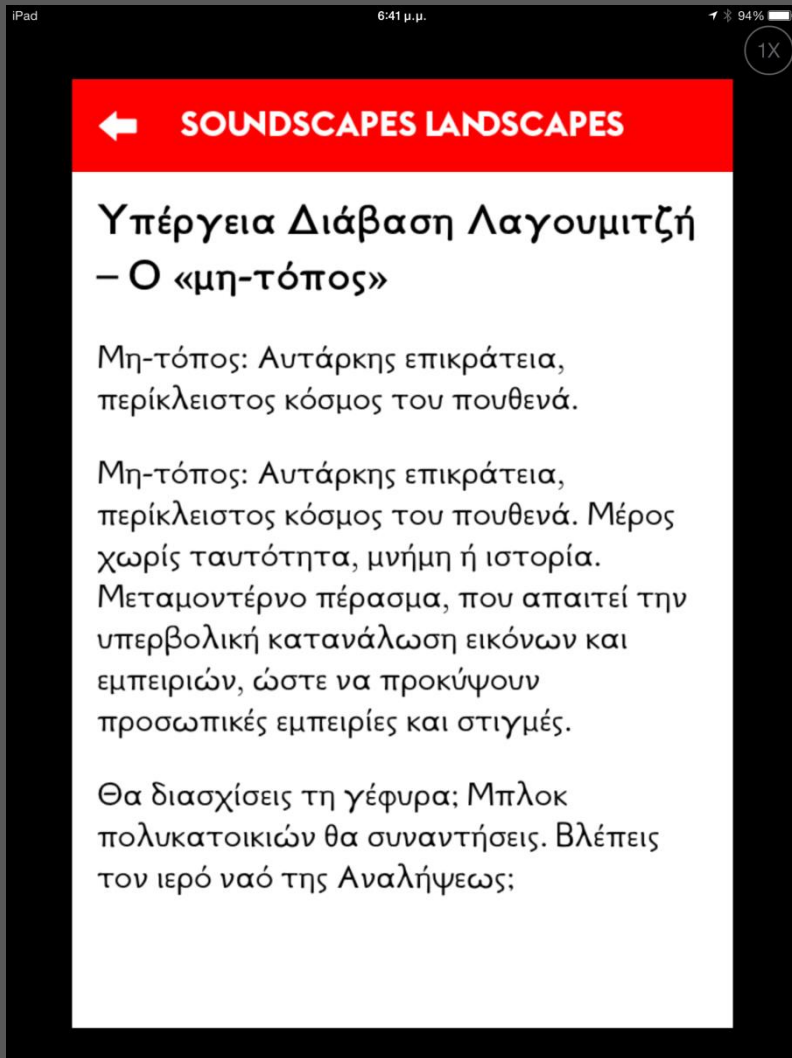 iPad
6:41 μ.μ.
94%
1X
SOUNDSCAPES LANDSCAPES
Υπέργεια Διάβαση Λαγουμιτζή
– Ο «μη-τόπος»
Μη-τόπος: Αυτάρκης επικράτεια,
περίκλειστος κόσμος του πουθενά.
Μη-τόπος: Αυτάρκης επικράτεια,
περίκλειστος κόσμος του πουθενά. Μέρος
χωρίς ταυτότητα, μνήμη ή ιστορία.
Μεταμοντέρνο πέρασμα, που απαιτεί την
υπερβολική κατανάλωση εικόνων και
εμπειριών, ώστε να προκύψουν
προσωπικές εμπειρίες και στιγμές.
Θα διασχίσεις τη γέφυρα; Μπλοκ
πολυκατοικιών θα συναντήσεις. Βλέπεις
τον ιερό ναό της Αναλήψεως;